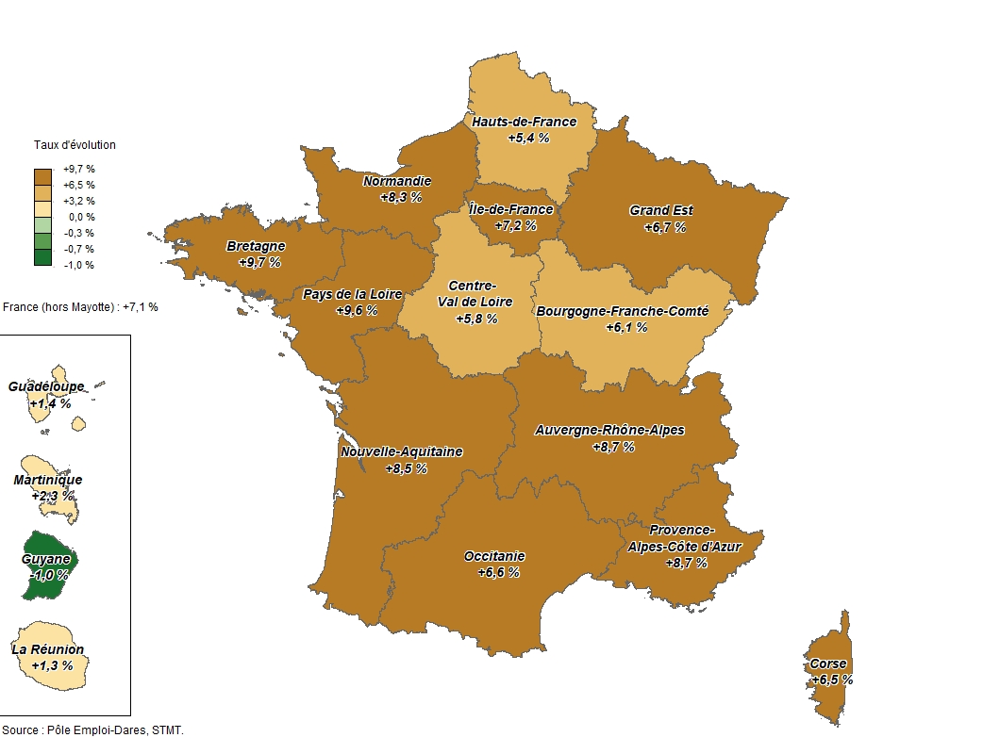 Hauts-de-France
+5,4 %
Taux d'évolution
+9,7 %
+6,5 %
+3,2 %
0,0 %
-0,3 %
-0,7 %
-1,0 %
Normandie
+8,3 %
Île-de-France
+7,2 %
Grand Est
+6,7 %
Bretagne
+9,7 %
Pays de la Loire
+9,6 %
Centre-
Val de Loire
+5,8 %
Bourgogne-Franche-Comté
+6,1 %
France (hors Mayotte) : +7,1 %
Guadeloupe
+1,4 %
Auvergne-Rhône-Alpes
+8,7 %
Nouvelle-Aquitaine
+8,5 %
Martinique
+2,3 %
Provence-
Alpes-Côte d'Azur
+8,7 %
Occitanie
+6,6 %
Guyane
-1,0 %
La Réunion
+1,3 %
Corse
+6,5 %
Source : Pôle Emploi-Dares, STMT.